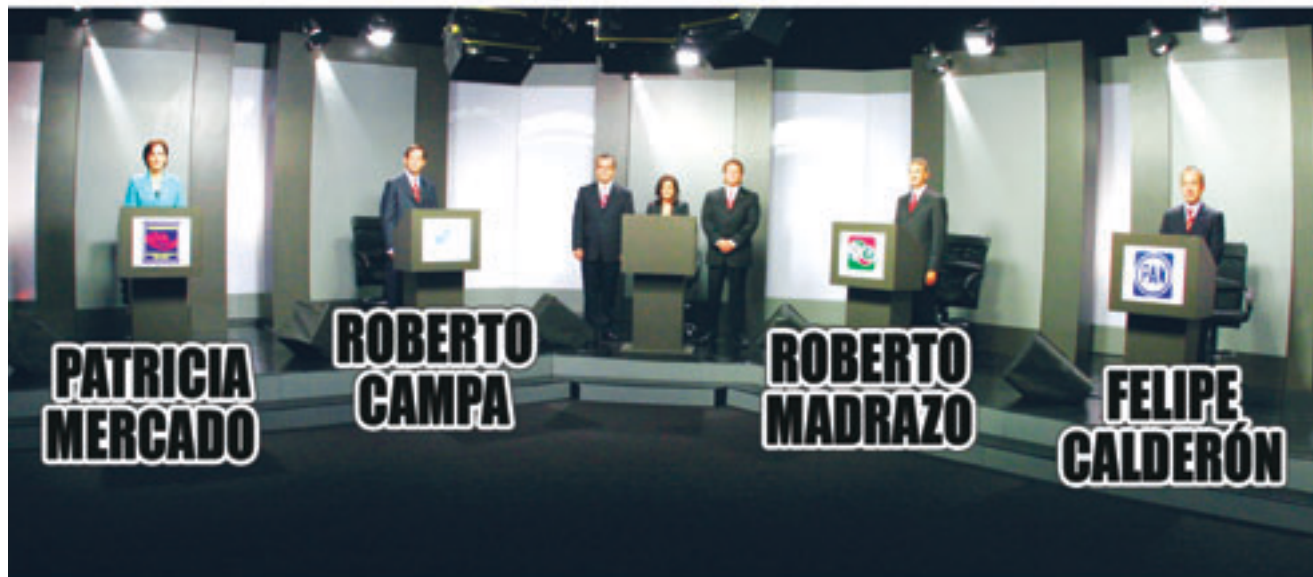 PATRICIA
MERCADO
ROBERTO
CAMPA
ROBERTO
MADRAZO
FELIPE
CALDERÓN
PAN